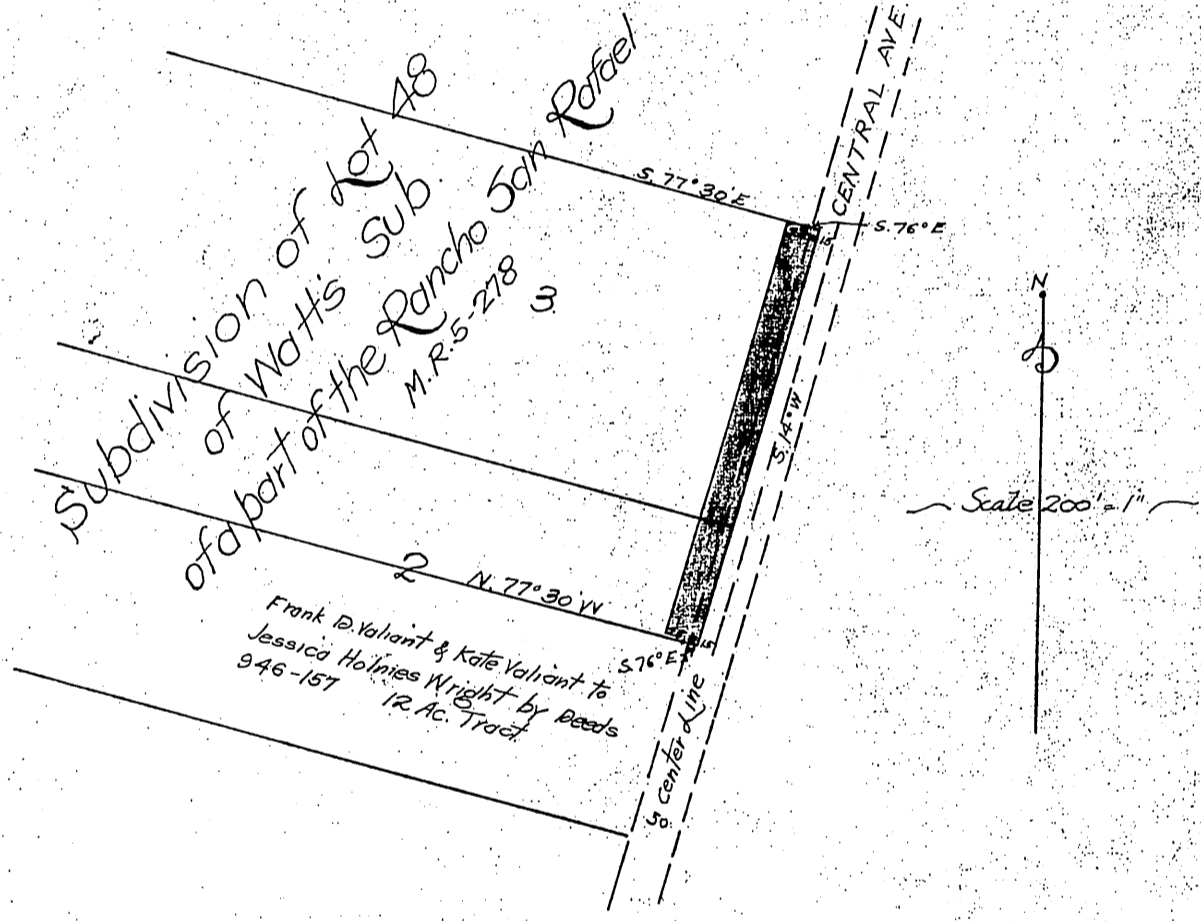 Subdivision of Lot 48
of Watts Sub.
of a part of the Rancho San Rafael
M.R. 5-278
3
S. 77° 30' E
CENTRAL AVE.
S. 76° E
15
S. 14° W
N
Scale 200' = 1"
2
N. 77° 30' W
Frank D. Valiant & Kate Valiant to
Jessica Holmes Wright by Deeds
946-157 12 Ac. Tract.
S. 76° E
15
Center Line
50